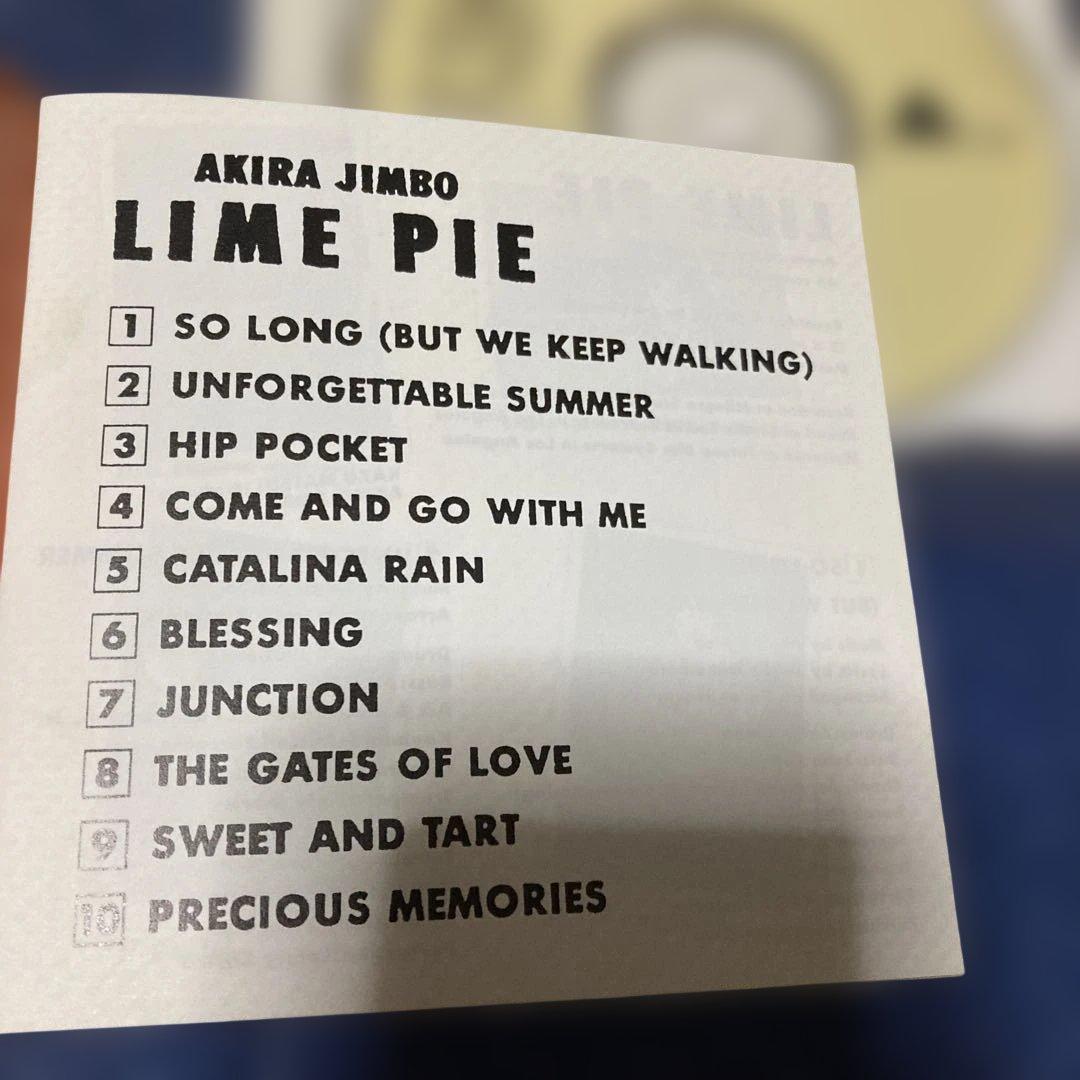 AKIRA JIMBO
LIME PIE
1 SO LONG (BUT WE KEEP WALKING)
2 UNFORGETTABLE SUMMER
3 HIP POCKET
4 COME AND GO WITH ME
5 CATALINA RAIN
6 BLESSING
7 JUNCTION
8 THE GATES OF LOVE
9 SWEET AND TART
10 PRECIOUS MEMORIES